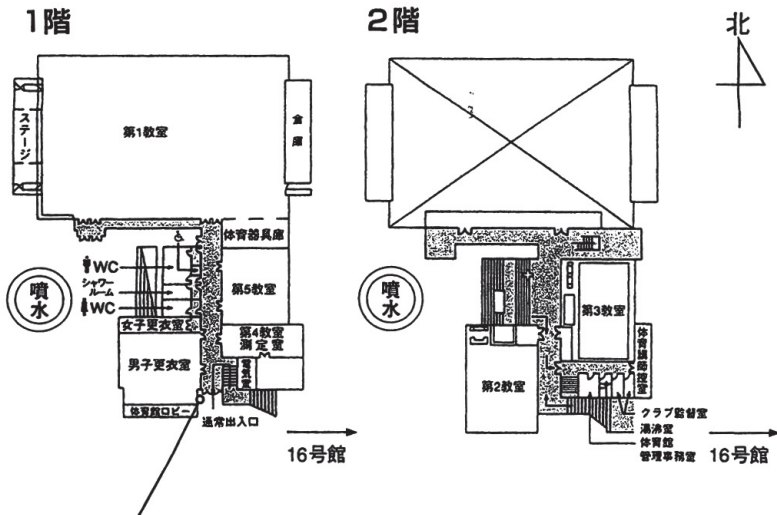 1階
2階
北
ステージ
第1教室
倉庫
体育器具庫
WC
シャワー
ルーム
WC
第5教室
噴水
女子更衣室
第4教室
測定室
男子更衣室
電気室
体育館ロビー
通常出入口
16号館
噴水
第3教室
体育講師控室
第2教室
クラブ監督室
湯沸室
体育館
管理事務室
16号館